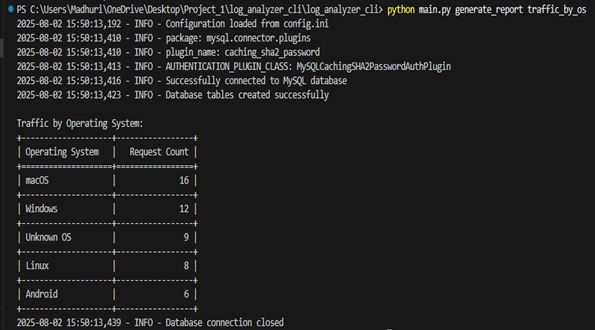 PS C:\Users\Madhuri\OneDrive\Desktop\Project_1\log_analyzer_cli\log_analyzer_cli> python main.py generate_report traffic_by_os
2025-08-02 15:50:13,192 - INFO - Configuration loaded from config.ini
2025-08-02 15:50:13,410 - INFO - package: mysql.connector.plugins
2025-08-02 15:50:13,410 - INFO - plugin_name: caching_sha2_password
2025-08-02 15:50:13,413 - INFO - AUTHENTICATION_PLUGIN_CLASS: MySQLCachingSHA2PasswordAuthPlugin
2025-08-02 15:50:13,416 - INFO - Successfully connected to MySQL database
2025-08-02 15:50:13,423 - INFO - Database tables created successfully
Traffic by Operating System:
+--------------------+-----------------+
| Operating System   |   Request Count |
+====================+=================+
| macOS              |              16 |
+--------------------+-----------------+
| Windows            |              12 |
+--------------------+-----------------+
| Unknown OS         |               9 |
+--------------------+-----------------+
| Linux              |               8 |
+--------------------+-----------------+
| Android            |               6 |
+--------------------+-----------------+
2025-08-02 15:50:13,439 - INFO - Database connection closed